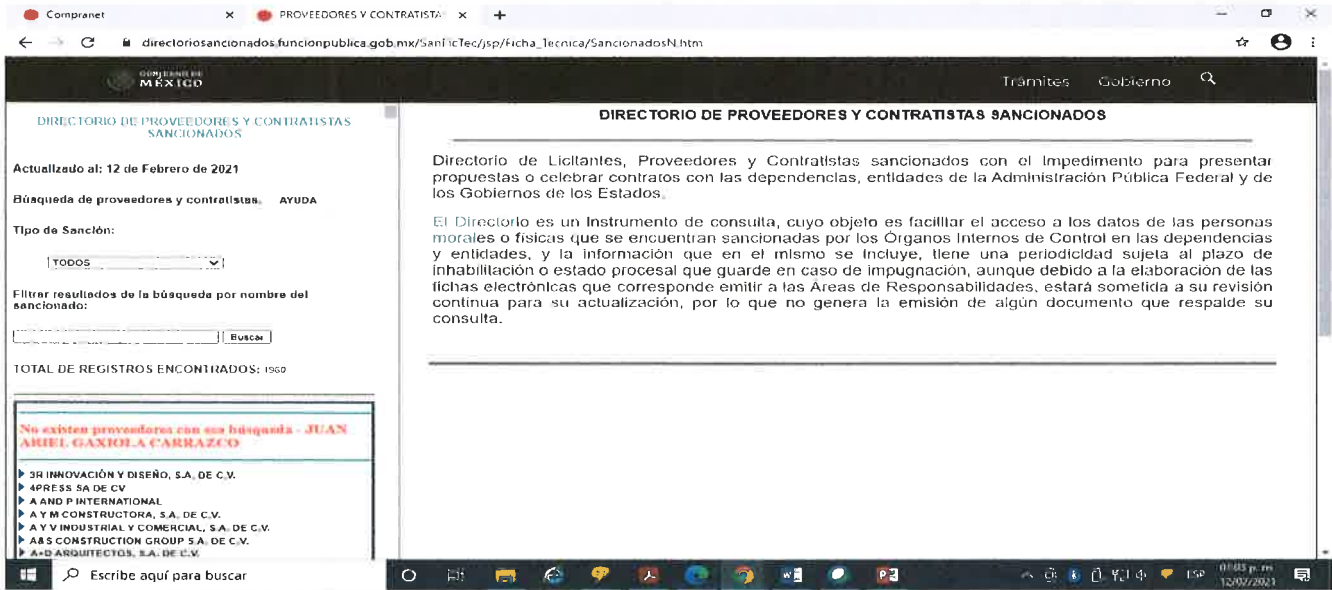 Compranet
PROVEEDORES Y CONTRATISTA
directoriosancionados.funcionpublica.gob.mx/SanFicTec/jsp/Ficha_Tecnica/SancionadosN.htm
GOBIERNO DE
MÉXICO
Trámites Gobierno
DIRECTORIO DE PROVEEDORES Y CONTRATISTAS
SANCIONADOS
Actualizado al: 12 de Febrero de 2021
Búsqueda de proveedores y contratistas. AYUDA
Tipo de Sanción:
TODOS
Filtrar resultados de la búsqueda por nombre del
sancionado:
Buscar
TOTAL DE REGISTROS ENCONTRADOS: 1960
No existen proveedores con esa búsqueda - JUAN
ARIEL GAXIOLA CARRAZCO
3R INNOVACIÓN Y DISEÑO, S.A. DE C.V.
4PRESS SA DE CV
A AND P INTERNATIONAL
A Y M CONSTRUCTORA, S.A. DE C.V.
A Y V INDUSTRIAL Y COMERCIAL, S.A. DE C.V.
A&S CONSTRUCTION GROUP S.A. DE C.V.
A+D ARQUITECTOS, S.A. DE C.V.
DIRECTORIO DE PROVEEDORES Y CONTRATISTAS SANCIONADOS
Directorio de Licitantes, Proveedores y Contratistas sancionados con el Impedimento para presentar
propuestas o celebrar contratos con las dependencias, entidades de la Administración Pública Federal y de
los Gobiernos de los Estados.
El Directorio es un Instrumento de consulta, cuyo objeto es faciliar el acceso a los datos de las personas
morales o físicas que se encuentran sancionadas por los Órganos Internos de Control en las dependencias
y entidades, y la información que en el mismo se incluye, tiene una periodicidad sujeta al plazo de
inhabilitación o estado procesal que guarde en caso de impugnación, aunque debido a la elaboración de las
fichas electrónicas que corresponde emitir a las Áreas de Responsabilidades, estará sometida a su revisión
continua para su actualización, por lo que no genera la emisión de algún documento que respalde su
consulta.
Escribe aquí para buscar
ESP
12/02/2021